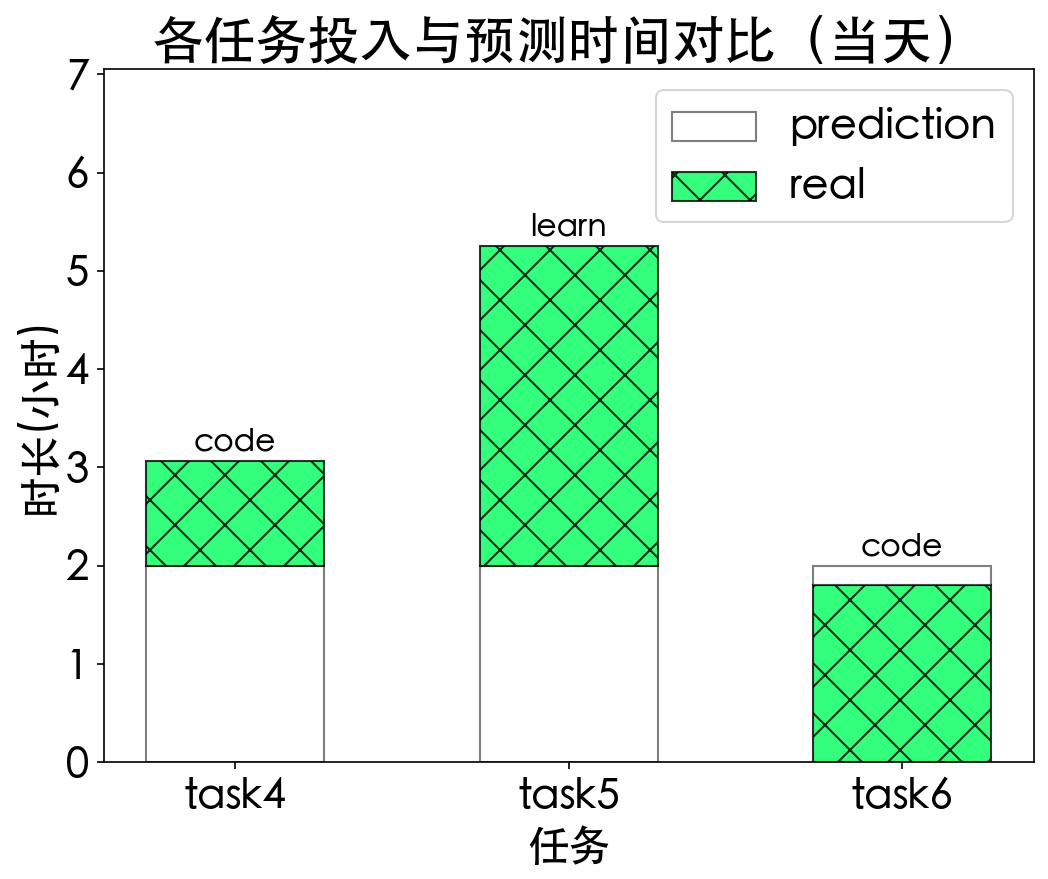 各任务投入与预测时间对比（当天）
prediction
real
7
6
5
4
3
2
1
0
时长(小时)
learn
code
code
task4
task5
task6
任务